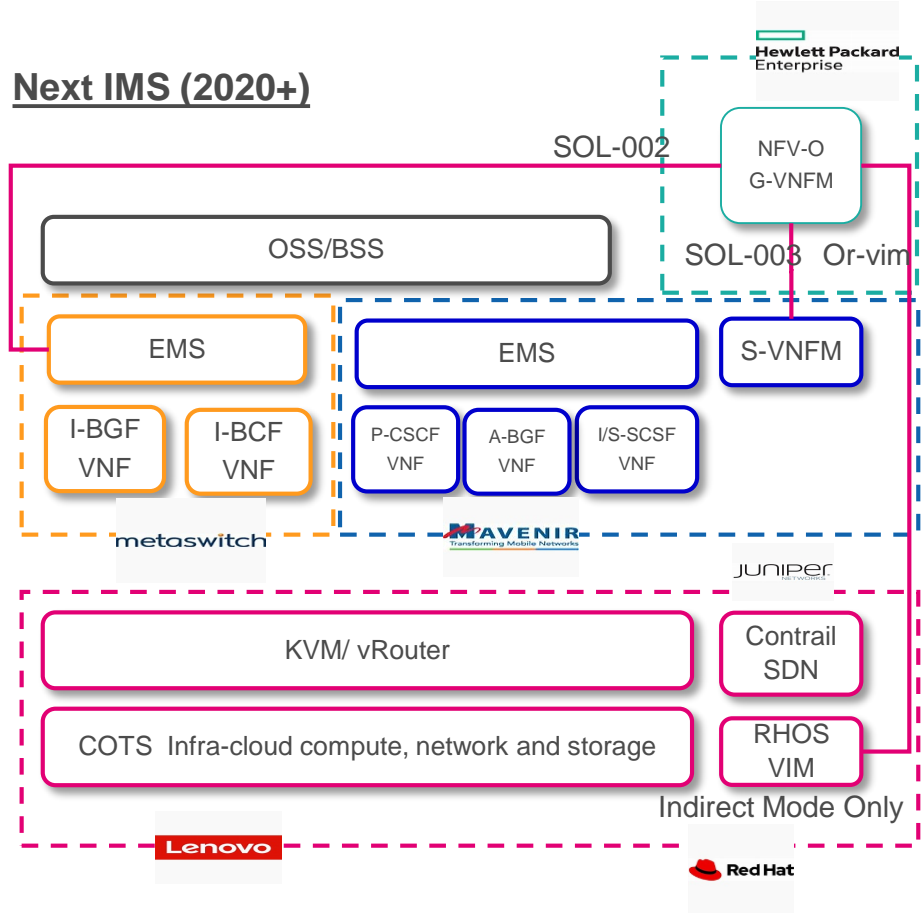 Hewlett Packard
Enterprise
Next IMS (2020+)
SOL-002
NFV-O
G-VNFM
OSS/BSS
SOL-003 Or-vim
EMS
EMS
S-VNFM
I-BGF
VNF
I-BCF
VNF
P-CSCF
VNF
A-BGF
VNF
I/S-SCSF
VNF
metaswitch
MAVENIR
Transforming Mobile Networks
JUNIPER
NETWORKS
KVM/ vRouter
Contrail
SDN
COTS Infra-cloud compute, network and storage
RHOS
VIM
Indirect Mode Only
Lenovo
Red Hat